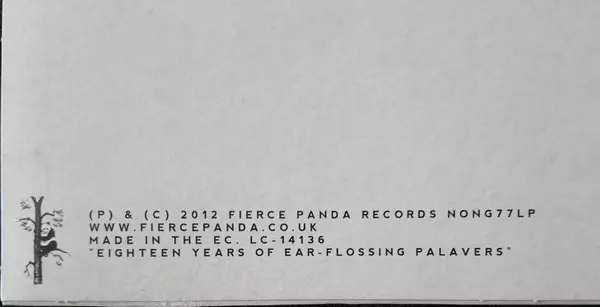 (P) & (C) 2012 FIERCE PANDA RECORDS NONG77LP
WWW.FIERCEPANDA.CO.UK
MADE IN THE EC. LC-14136
"EIGHTEEN YEARS OF EAR-FLOSSING PALAVERS"